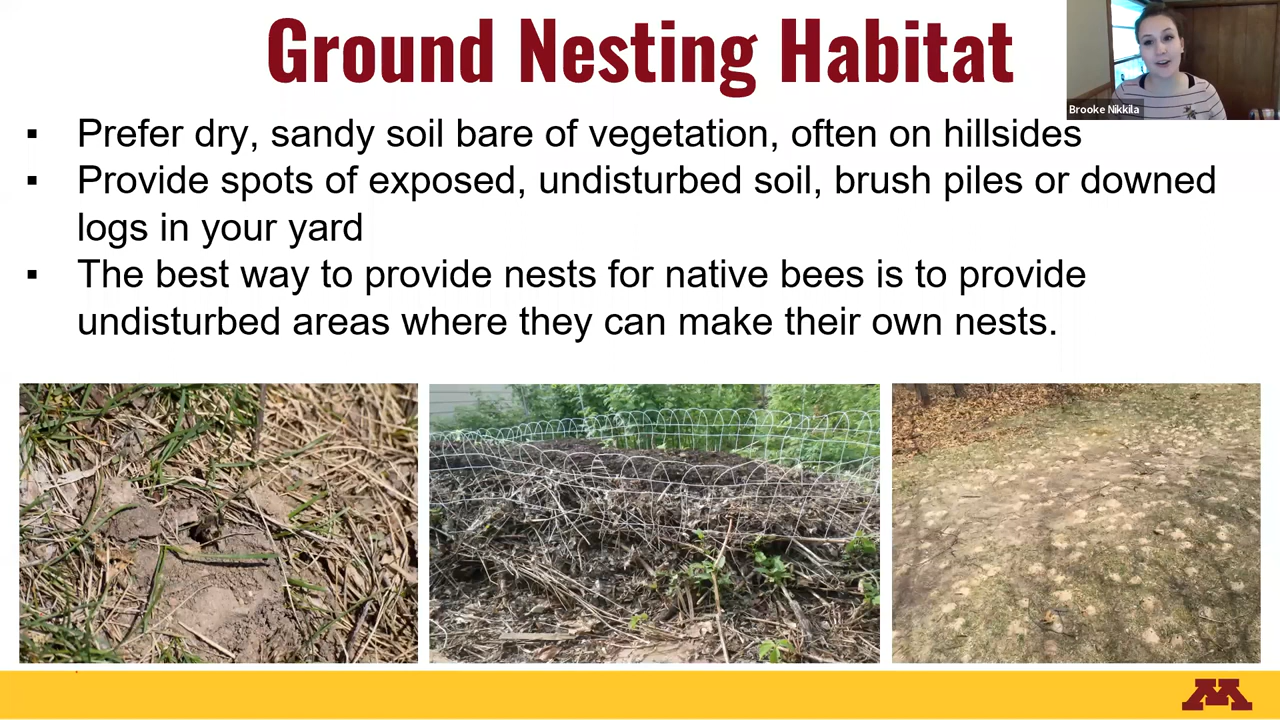 Ground Nesting Habitat
Brooke Nikkila
▪ Prefer dry, sandy soil bare of vegetation, often on hillsides
▪ Provide spots of exposed, undisturbed soil, brush piles or downed
logs in your yard
▪ The best way to provide nests for native bees is to provide
undisturbed areas where they can make their own nests.
M